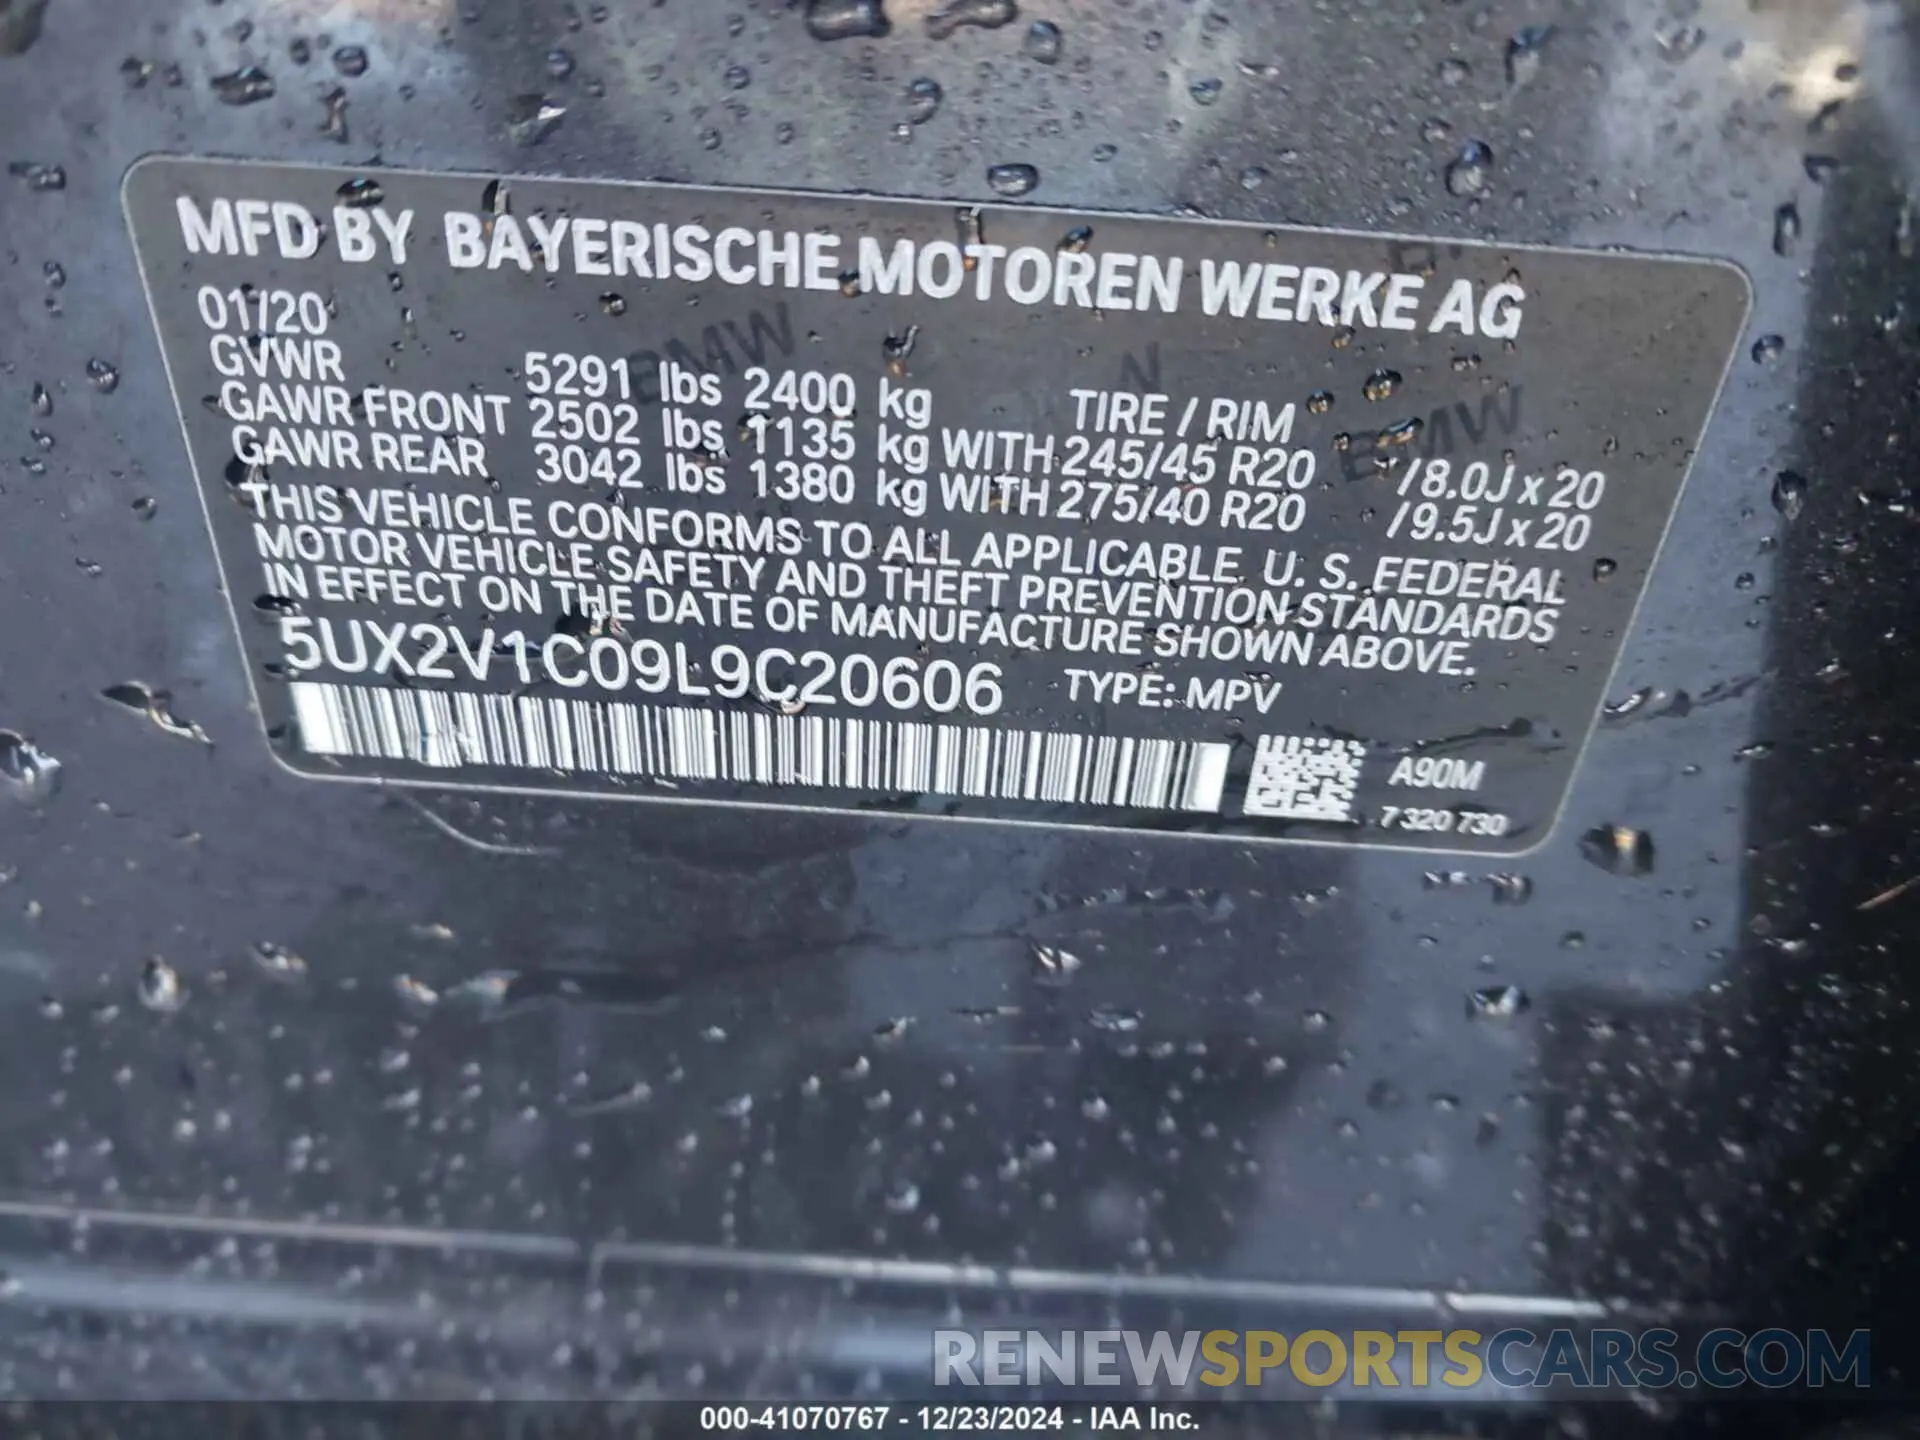 MFD BY BAYERISCHE MOTOREN WERKE AG
01/20
GVWR 5291 lbs 2400 kg TIRE / RIM
GAWR FRONT 2502 lbs 1135 kg WITH 245/45 R20 /8.0J x 20
GAWR REAR 3042 lbs 1380 kg WITH 275/40 R20 /9.5J x 20
THIS VEHICLE CONFORMS TO ALL APPLICABLE U. S. FEDERAL
MOTOR VEHICLE SAFETY AND THEFT PREVENTION STANDARDS
IN EFFECT ON THE DATE OF MANUFACTURE SHOWN ABOVE.
5UX2V1C09L9C20606 TYPE: MPV
A90M
7 320 730
BMW
BMW
RENEWSPORTSCARS.COM
000-41070767 - 12/23/2024 - IAA Inc.